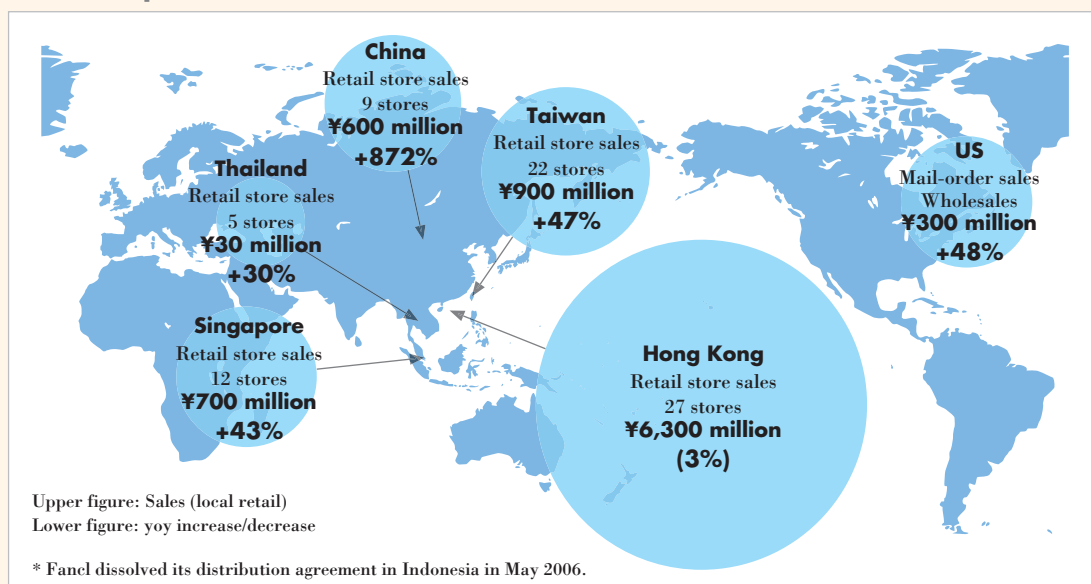 China
Retail store sales
9 stores
¥600 million
+872%
Taiwan
Retail store sales
22 stores
¥900 million
+47%
US
Mail-order sales
Wholesales
¥300 million
+48%
Thailand
Retail store sales
5 stores
¥30 million
+30%
Singapore
Retail store sales
12 stores
¥700 million
+43%
Hong Kong
Retail store sales
27 stores
¥6,300 million
(3%)
Upper figure: Sales (local retail)
Lower figure: yoy increase/decrease
* Fancl dissolved its distribution agreement in Indonesia in May 2006.